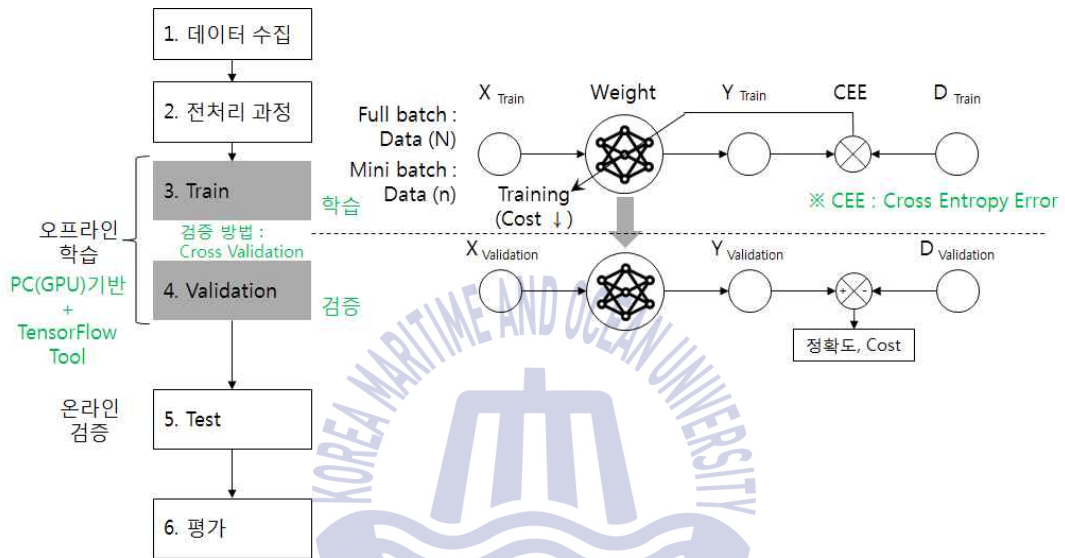 1. 데이터 수집
2. 전처리 과정
3. Train
학습
검증 방법 :
Cross Validation
4. Validation
검증
오프라인
학습
PC(GPU)기반
+
TensorFlow
Tool
온라인
검증
5. Test
6. 평가
X Train
Weight
Y Train
CEE
D Train
Full batch :
Data (N)
Mini batch :
Data (n)
Training
(Cost ↓)
※ CEE : Cross Entropy Error
X Validation
Y Validation
D Validation
+
정확도, Cost
KOREA MARITIME AND OCEAN UNIVERSITY